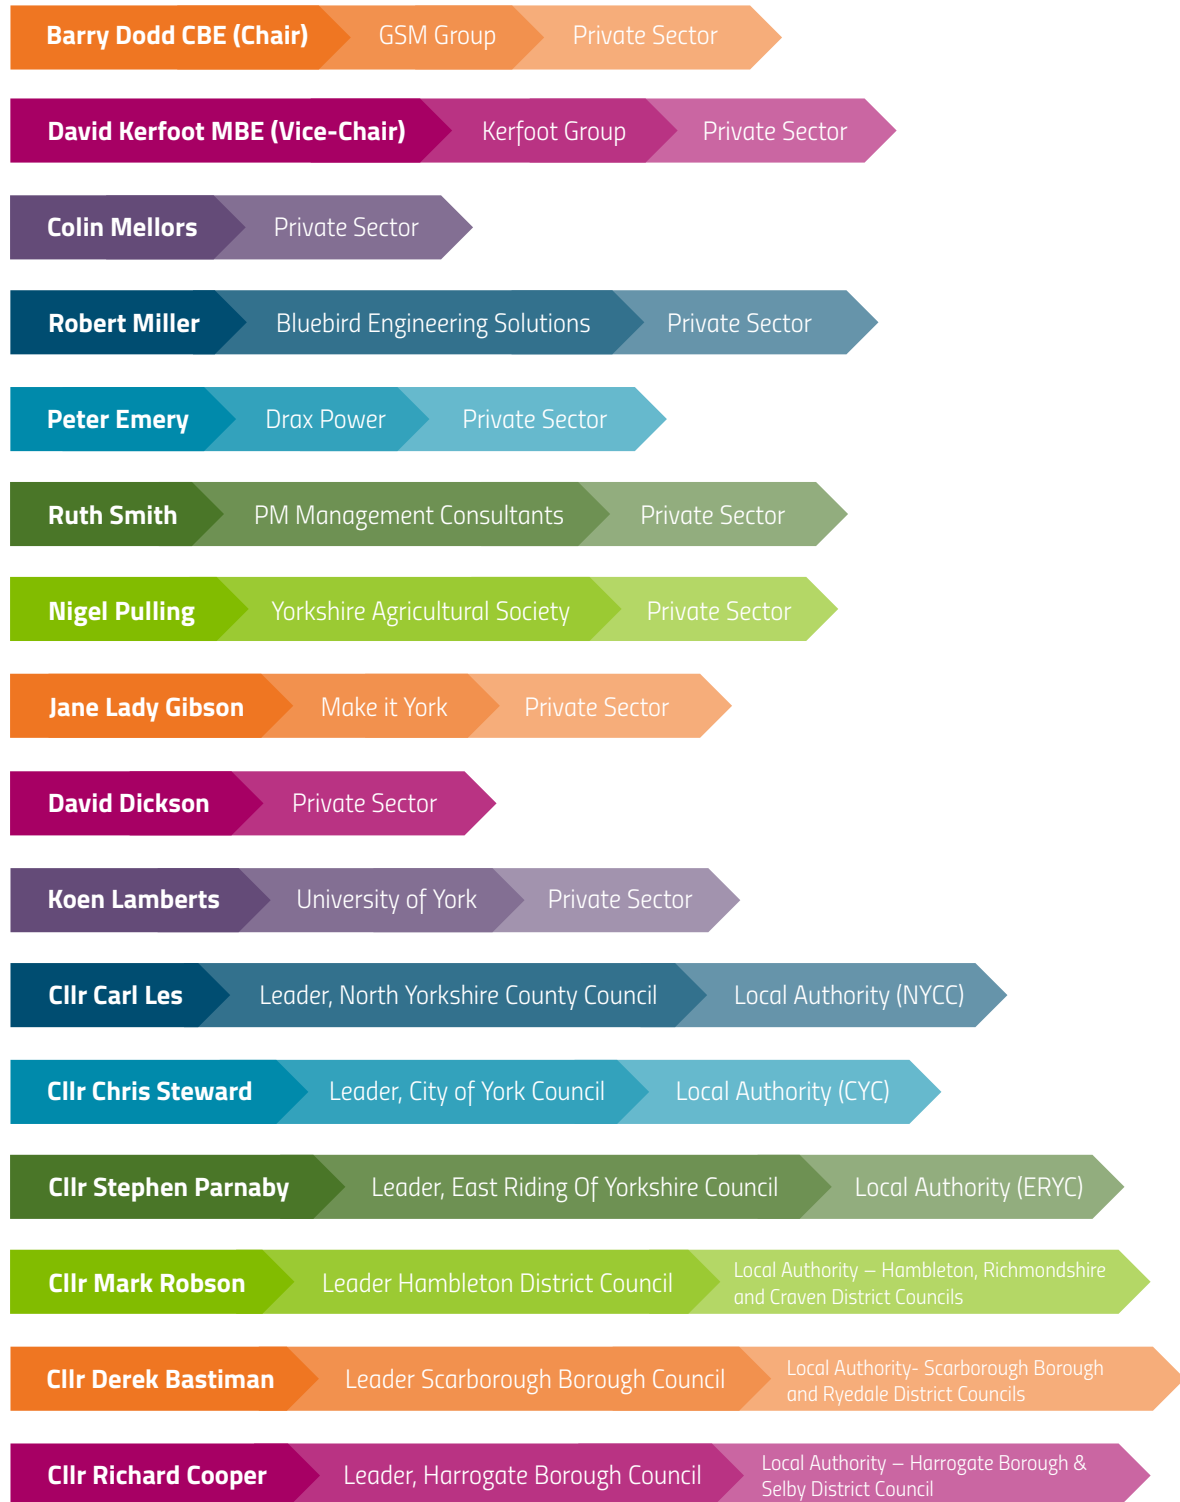 Barry Dodd CBE (Chair) GSM Group Private Sector
David Kerfoot MBE (Vice-Chair) Kerfoot Group Private Sector
Colin Mellors Private Sector
Robert Miller Bluebird Engineering Solutions Private Sector
Peter Emery Drax Power Private Sector
Ruth Smith PM Management Consultants Private Sector
Nigel Pulling Yorkshire Agricultural Society Private Sector
Jane Lady Gibson Make it York Private Sector
David Dickson Private Sector
Koen Lamberts University of York Private Sector
Cllr Carl Les Leader, North Yorkshire County Council Local Authority (NYCC)
Cllr Chris Steward Leader, City of York Council Local Authority (CYC)
Cllr Stephen Parnaby Leader, East Riding Of Yorkshire Council Local Authority (ERYC)
Cllr Mark Robson Leader Hambleton District Council Local Authority – Hambleton, Richmondshire
and Craven District Councils
Cllr Derek Bastiman Leader Scarborough Borough Council Local Authority- Scarborough Borough
and Ryedale District Councils
Cllr Richard Cooper Leader, Harrogate Borough Council Local Authority – Harrogate Borough &
Selby District Council